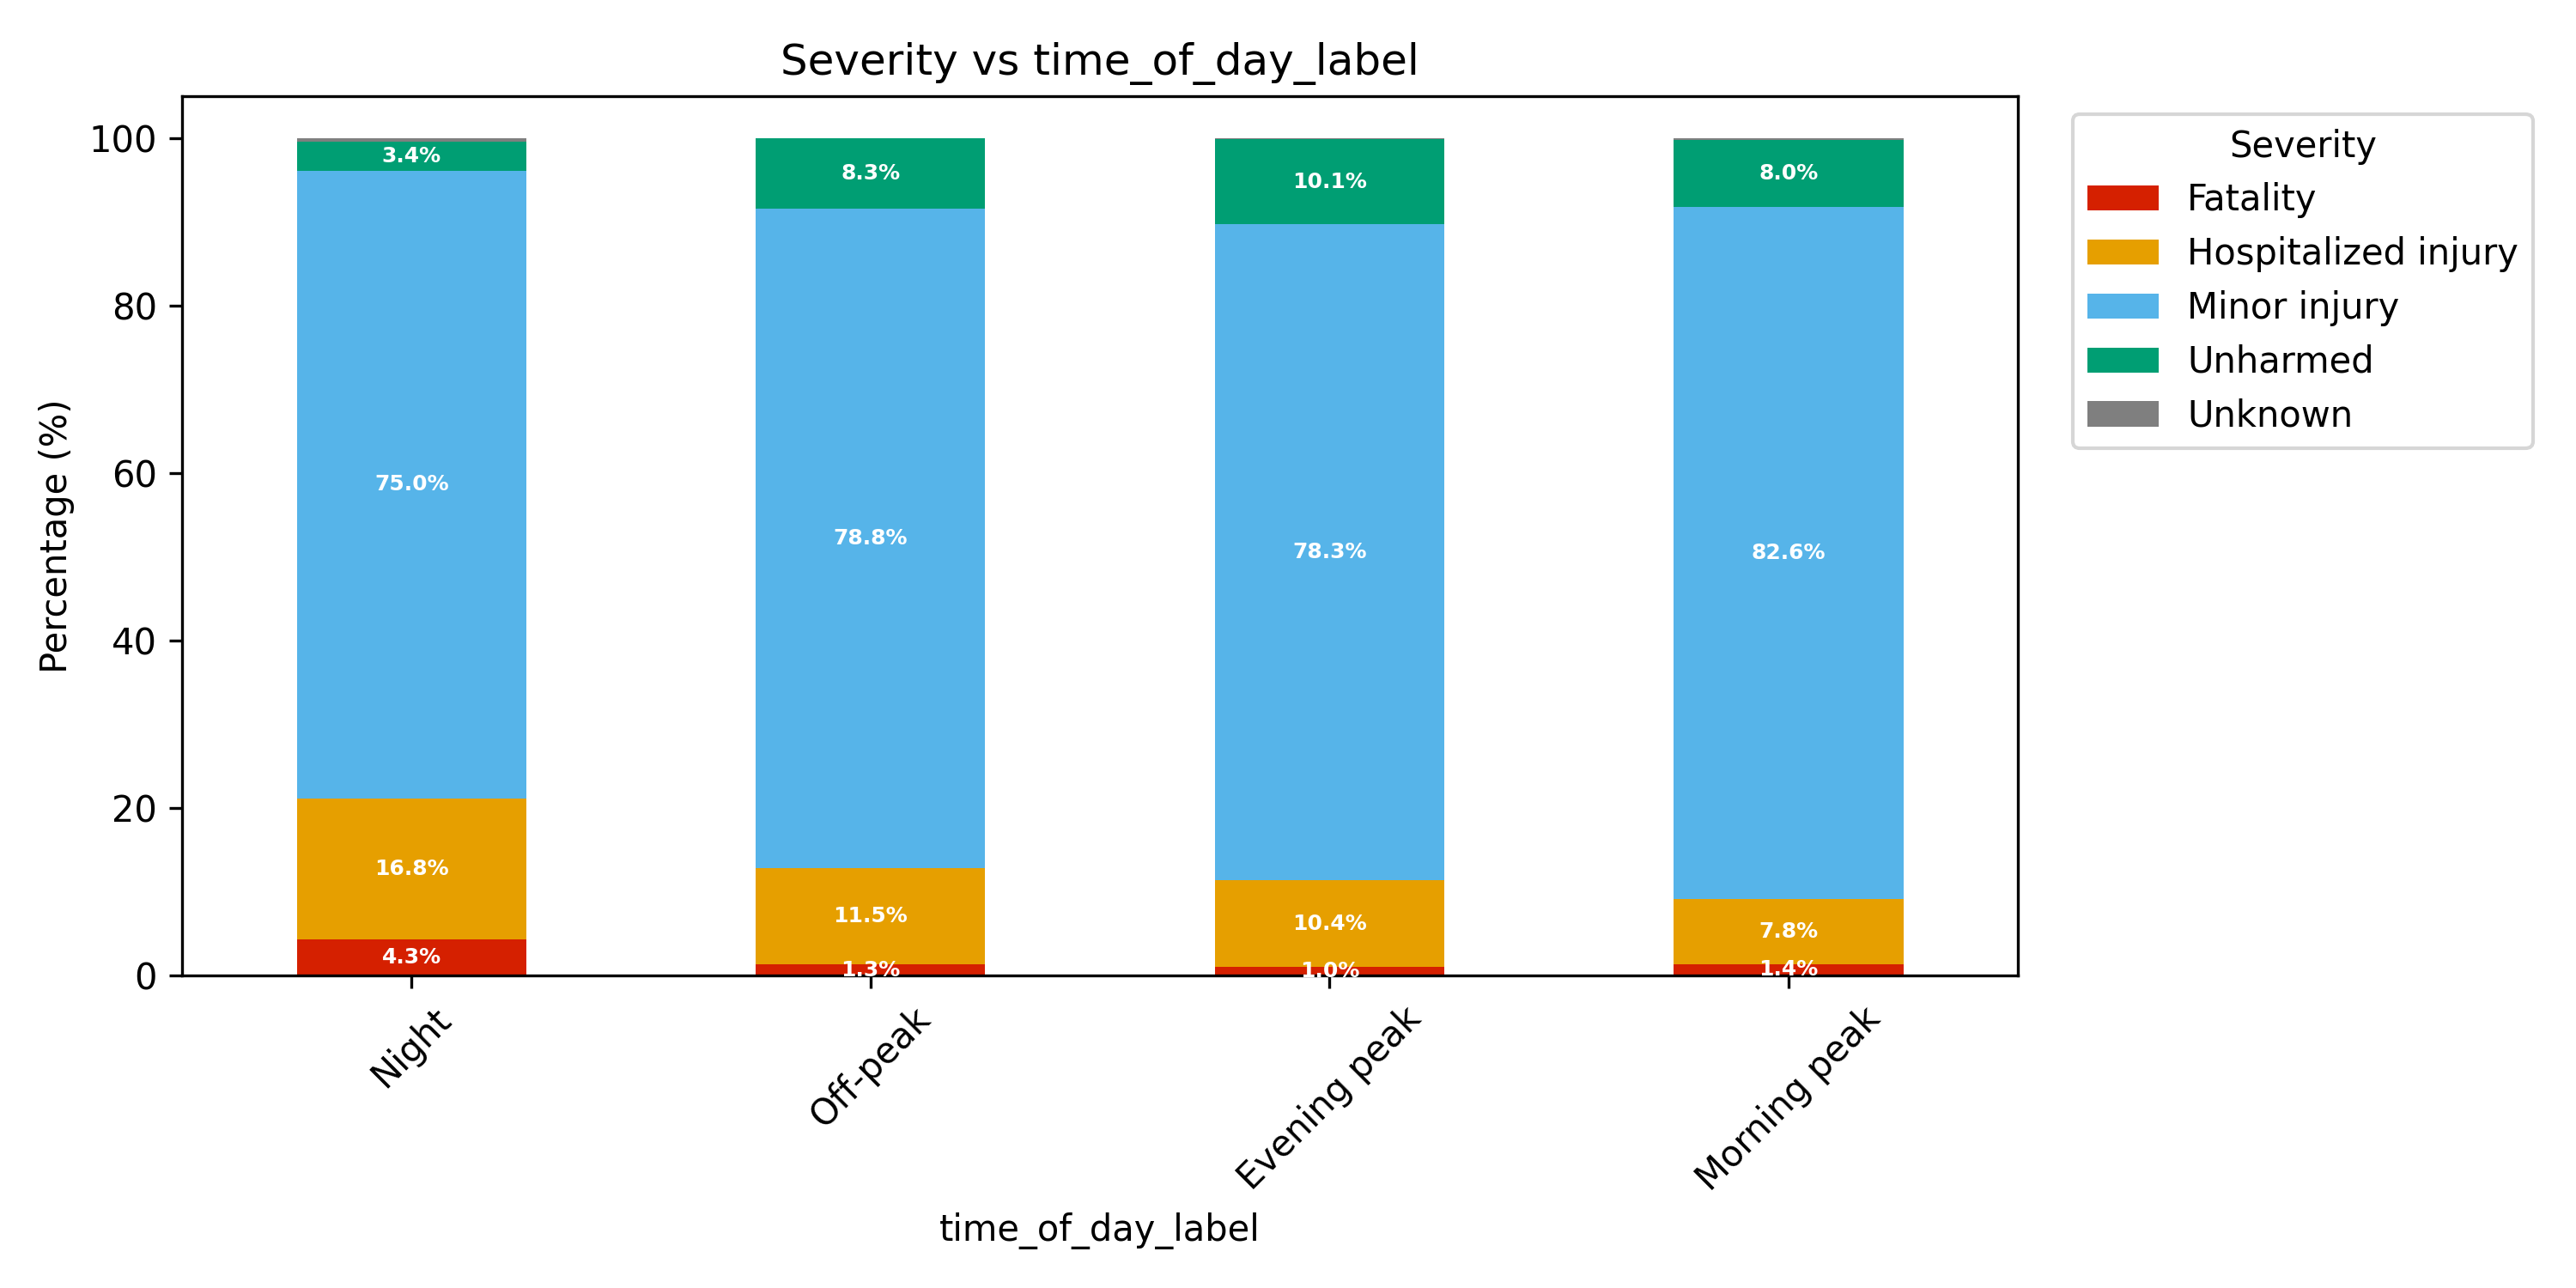 Severity vs time_of_day_label
Percentage (%)
100
80
60
40
20
0
3.4%
75.0%
16.8%
4.3%
8.3%
78.8%
11.5%
1.3%
10.1%
78.3%
10.4%
1.0%
8.0%
82.6%
7.8%
1.4%
Night
Off-peak
Evening peak
Morning peak
time_of_day_label
Severity
Fatality
Hospitalized injury
Minor injury
Unharmed
Unknown